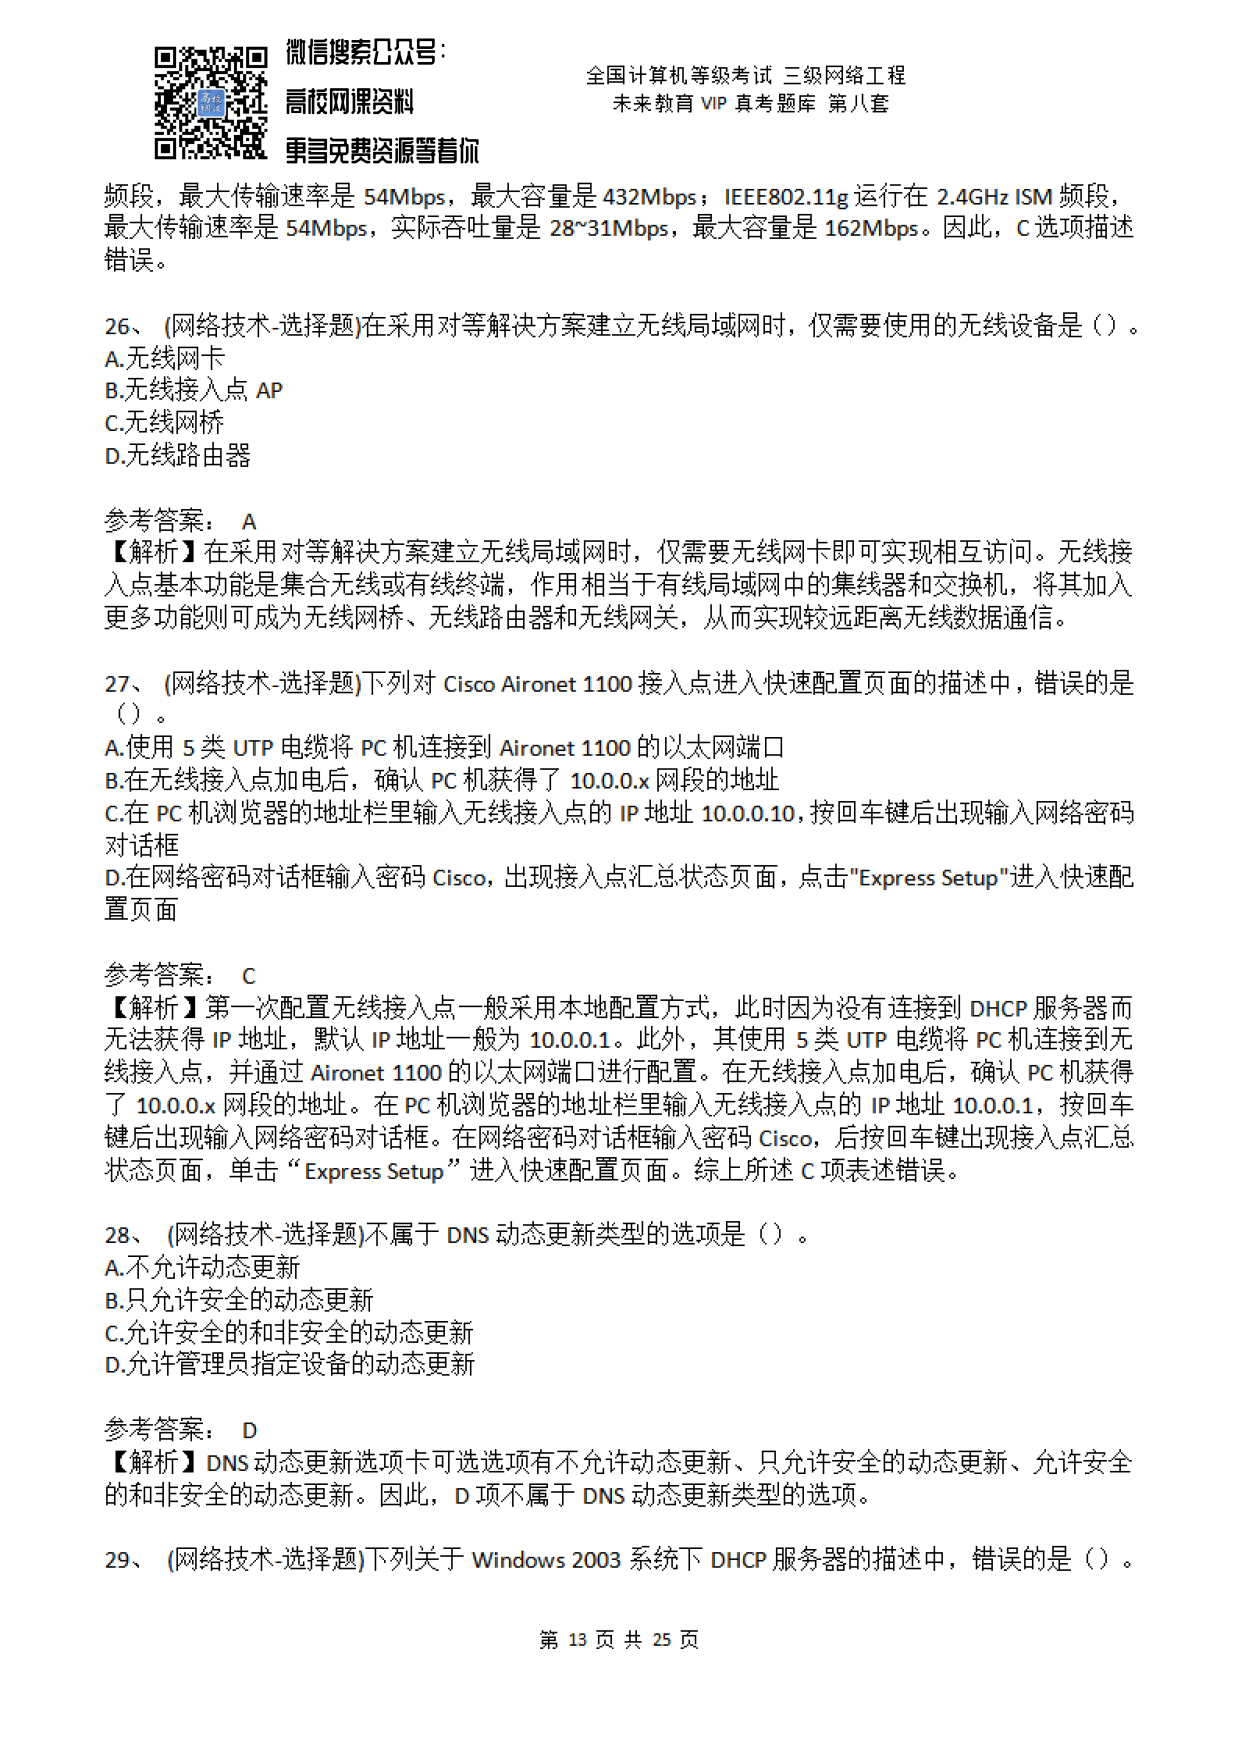 微信搜索公众号：
高校网课资料
更多免费资源等着你
全国计算机等级考试 三级网络工程
未来教育 VIP 真考题库 第八套
频段，最大传输速率是 54Mbps，最大容量是 432Mbps；IEEE802.11g 运行在 2.4GHz ISM 频段，
最大传输速率是 54Mbps，实际吞吐量是 28~31Mbps，最大容量是 162Mbps。因此，C 选项描述
错误。
26、 (网络技术-选择题)在采用对等解决方案建立无线局域网时，仅需要使用的无线设备是（）。
A.无线网卡
B.无线接入点 AP
C.无线网桥
D.无线路由器
参考答案： A
【解析】在采用对等解决方案建立无线局域网时，仅需要无线网卡即可实现相互访问。无线接
入点基本功能是集合无线或有线终端，作用相当于有线局域网中的集线器和交换机，将其加入
更多功能则可成为无线网桥、无线路由器和无线网关，从而实现较远距离无线数据通信。
27、 (网络技术-选择题)下列对 Cisco Aironet 1100 接入点进入快速配置页面的描述中，错误的是
（）。
A.使用 5 类 UTP 电缆将 PC 机连接到 Aironet 1100 的以太网端口
B.在无线接入点加电后，确认 PC 机获得了 10.0.0.x 网段的地址
C.在 PC 机浏览器的地址栏里输入无线接入点的 IP 地址 10.0.0.10，按回车键后出现输入网络密码
对话框
D.在网络密码对话框输入密码 Cisco，出现接入点汇总状态页面，点击"Express Setup"进入快速配
置页面
参考答案： C
【解析】第一次配置无线接入点一般采用本地配置方式，此时因为没有连接到 DHCP 服务器而
无法获得 IP 地址，默认 IP 地址一般为 10.0.0.1。此外，其使用 5 类 UTP 电缆将 PC 机连接到无
线接入点，并通过 Aironet 1100 的以太网端口进行配置。在无线接入点加电后，确认 PC 机获得
了 10.0.0.x 网段的地址。在 PC 机浏览器的地址栏里输入无线接入点的 IP 地址 10.0.0.1，按回车
键后出现输入网络密码对话框。在网络密码对话框输入密码 Cisco，后按回车键出现接入点汇总
状态页面，单击“Express Setup”进入快速配置页面。综上所述 C 项表述错误。
28、 (网络技术-选择题)不属于 DNS 动态更新类型的选项是（）。
A.不允许动态更新
B.只允许安全的动态更新
C.允许安全的和非安全的动态更新
D.允许管理员指定设备的动态更新
参考答案： D
【解析】DNS 动态更新选项卡可选选项有不允许动态更新、只允许安全的动态更新、允许安全
的和非安全的动态更新。因此，D 项不属于 DNS 动态更新类型的选项。
29、 (网络技术-选择题)下列关于 Windows 2003 系统下 DHCP 服务器的描述中，错误的是（）。
第 13 页 共 25 页